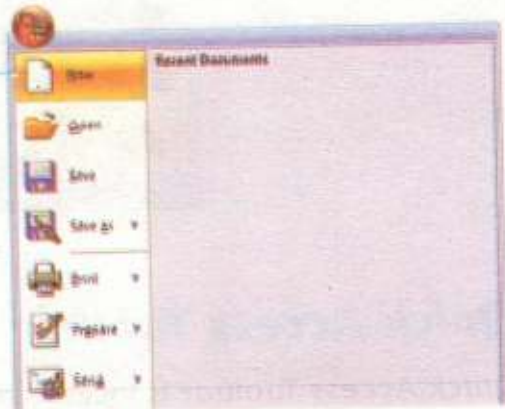 New
Recent Documents
Open
Save
Save As
Print
Prepare
Send